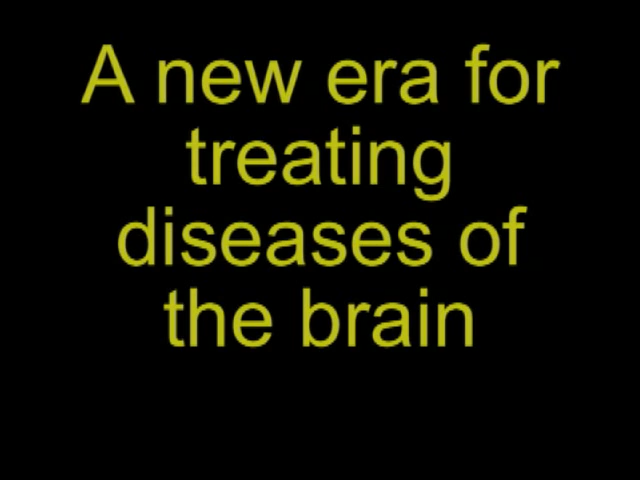 A new era for
treating
diseases of
the brain